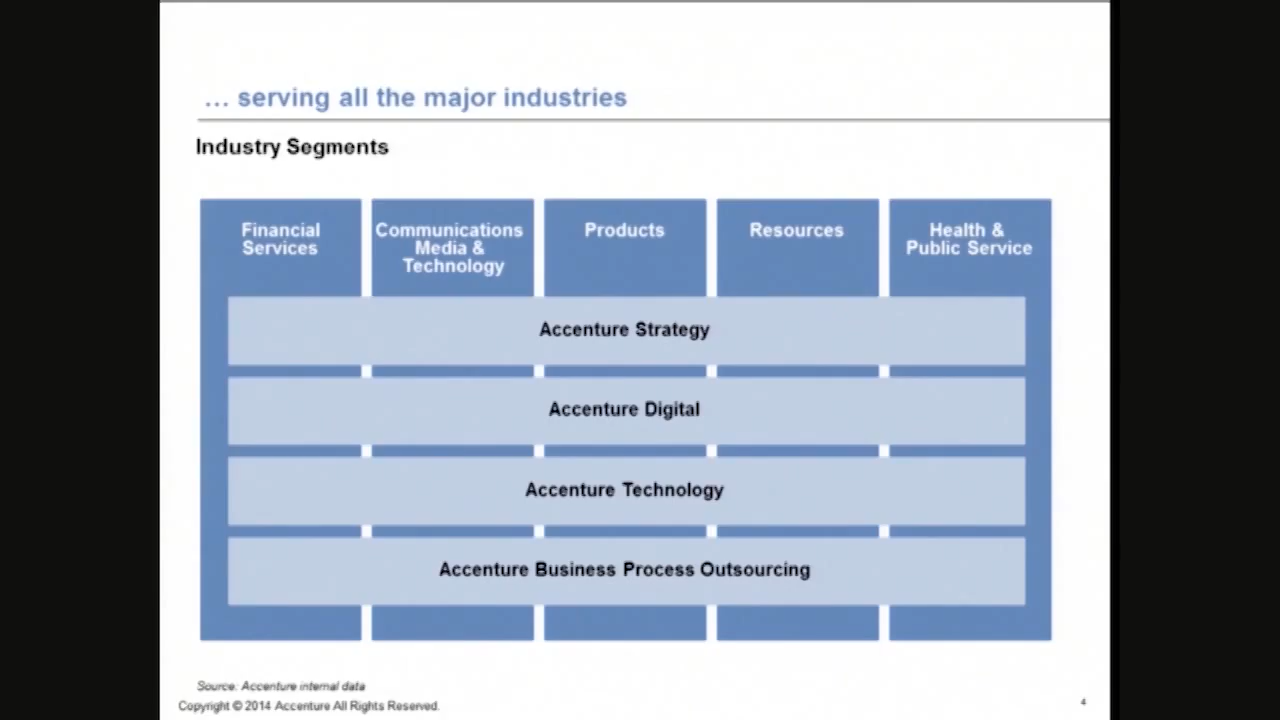 ... serving all the major industries
Industry Segments
Financial
Services
Communications
Media &
Technology
Products
Resources
Health &
Public Service
Accenture Strategy
Accenture Digital
Accenture Technology
Accenture Business Process Outsourcing
Source: Accenture internal data
Copyright © 2014 Accenture All Rights Reserved.
4